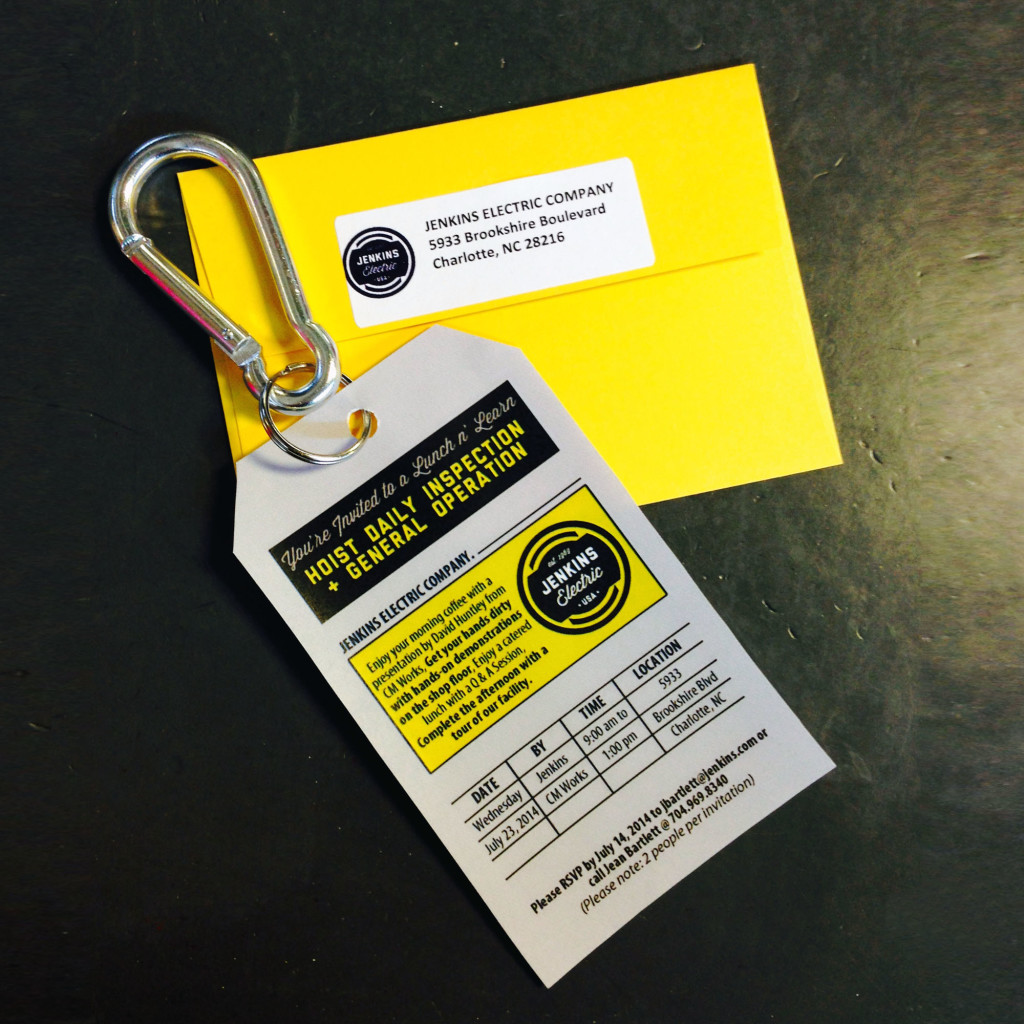 JENKINS ELECTRIC COMPANY
5933 Brookshire Boulevard
Charlotte, NC 28216
JENKINS
Electric
USA
You're Invited to a Lunch n' Learn
HOIST DAILY INSPECTION
+ GENERAL OPERATION
JENKINS ELECTRIC COMPANY.
Enjoy your morning coffee with a
presentation by David Huntley from
CM Works, Get your hands dirty
with hands-on demonstrations
on the shop floor, Enjoy a catered
lunch with a Q & A Session,
Complete the afternoon with a
tour of our facility.
JENKINS
Electric
USA
DATE BY TIME LOCATION
Wednesday Jenkins 9:00 am to 5933
July 23, 2014 CM Works 1:00 pm Brookshire Blvd
Charlotte, NC
Please RSVP by July 14, 2014 to jbartlett@jenkins.com or
call Jean Bartlett @ 704.969.8340
(Please note: 2 people per invitation)